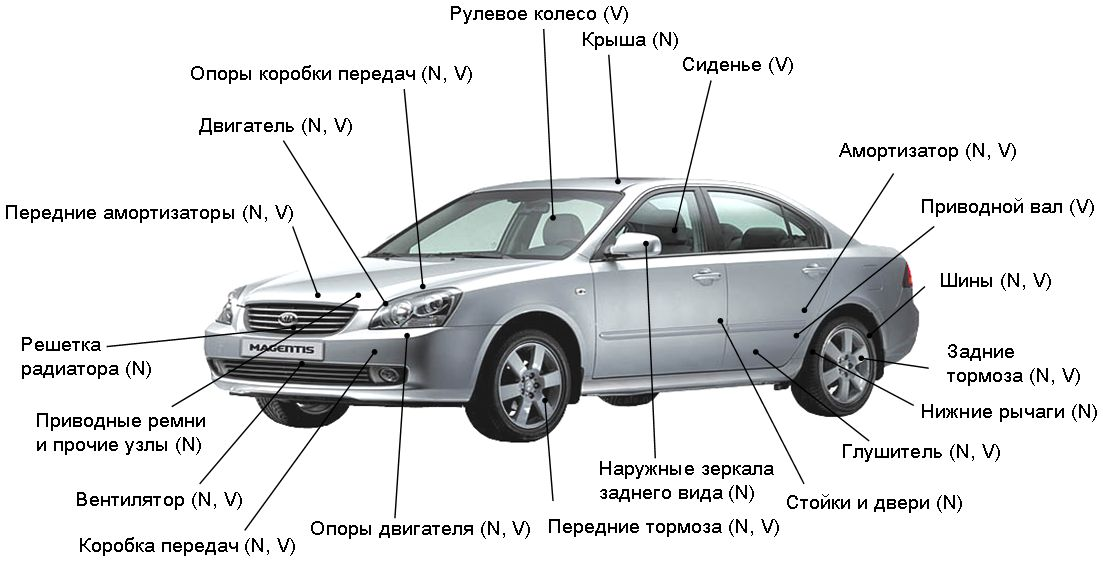 Рулевое колесо (V)
Крыша (N)
Сиденье (V)
Опоры коробки передач (N, V)
Двигатель (N, V)
Амортизатор (N, V)
Передние амортизаторы (N, V)
Приводной вал (V)
Шины (N, V)
Решетка
радиатора (N)
KIA
MAGENTIS
Задние
тормоза (N, V)
Приводные ремни
и прочие узлы (N)
Нижние рычаги (N)
Глушитель (N, V)
Наружные зеркала
заднего вида (N)
Вентилятор (N, V)
Стойки и двери (N)
Опоры двигателя (N, V)
Передние тормоза (N, V)
Коробка передач (N, V)